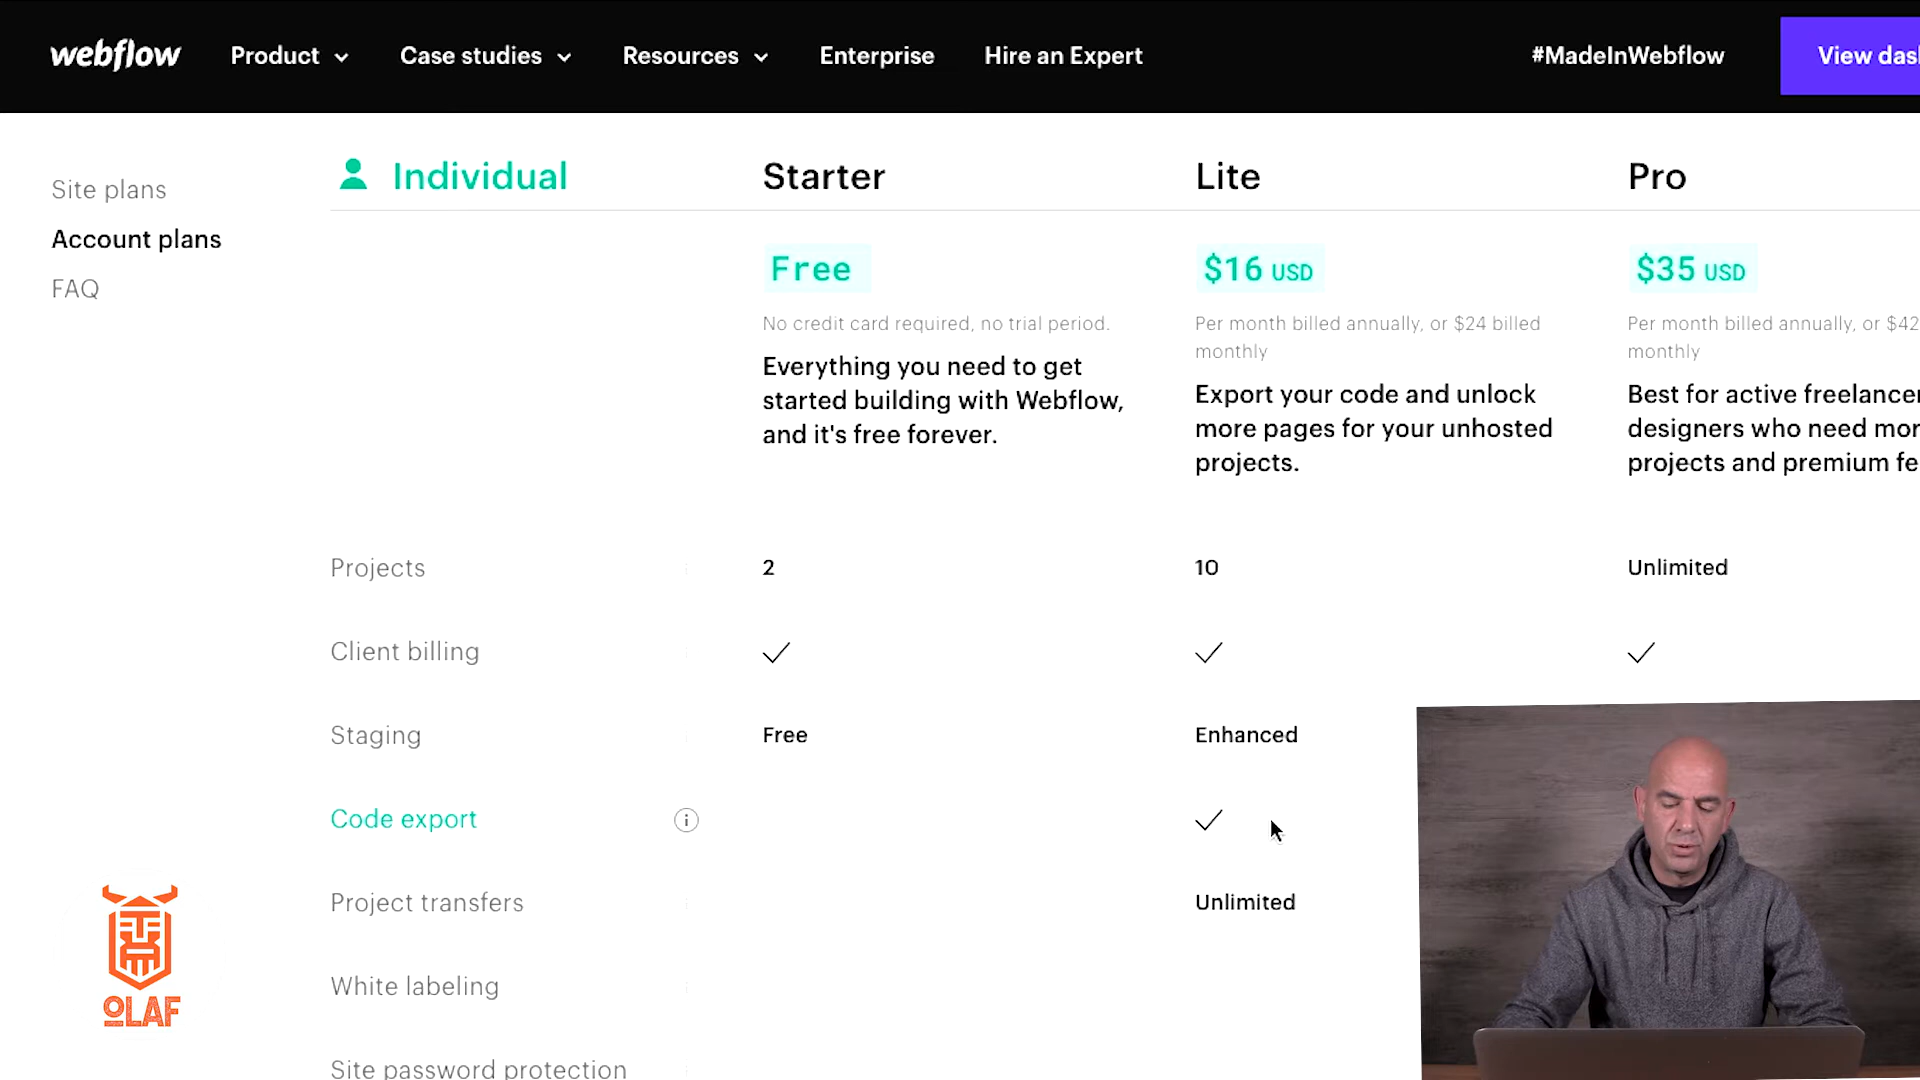 webflow Product Case studies Resources Enterprise Hire an Expert #MadeInWebflow View
Site plans
Account plans
FAQ
Individual Starter Lite Pro
Free $16 USD $35 USD
No credit card required, no trial period.
Everything you need to get
started building with Webflow,
and it's free forever.
Per month billed annually, or $24 billed
monthly
Export your code and unlock
more pages for your unhosted
projects.
Per month billed annually, or $42
monthly
Best for active
designers who need
projects and premium
Projects 2 10 Unlimited
Client billing
Staging Free Enhanced
Code export i
Project transfers Unlimited
White labeling
Site password protection
OLAF